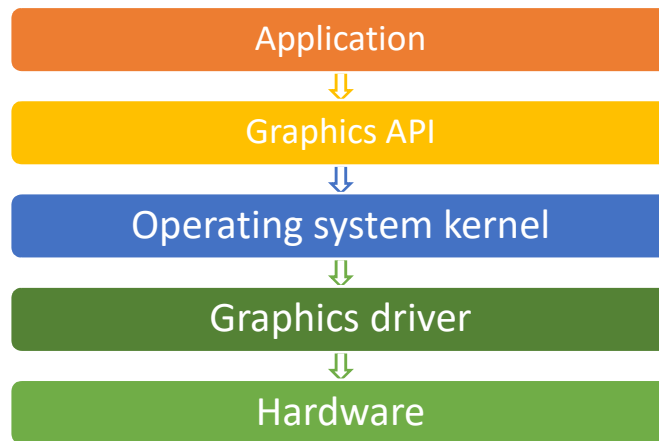 Application
Graphics API
Operating system kernel
Graphics driver
Hardware